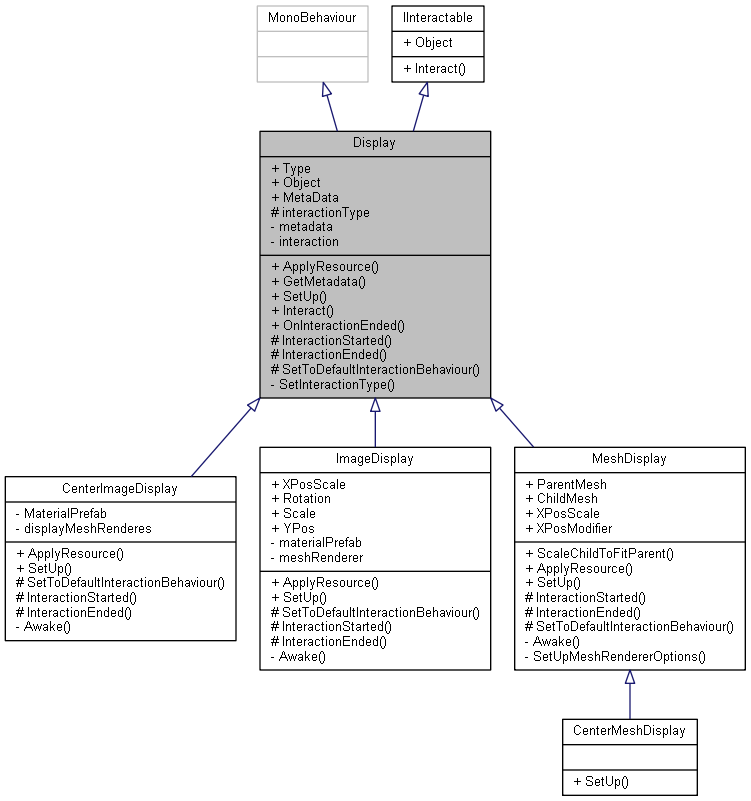 MonoBehaviour
IInteractable
+ Object
+ Interact()
Display
+ Type
+ Object
+ MetaData
# interactionType
- metadata
- interaction
+ ApplyResource()
+ GetMetadata()
+ SetUp()
+ Interact()
+ OnInteractionEnded()
# InteractionStarted()
# InteractionEnded()
# SetToDefaultInteractionBehaviour()
- SetInteractionType()
CenterImageDisplay
- MaterialPrefab
- displayMeshRenderes
+ ApplyResource()
+ SetUp()
# SetToDefaultInteractionBehaviour()
# InteractionStarted()
# InteractionEnded()
- Awake()
ImageDisplay
+ XPosScale
+ Rotation
+ Scale
+ YPos
- materialPrefab
- meshRenderer
+ ApplyResource()
+ SetUp()
# SetToDefaultInteractionBehaviour()
# InteractionStarted()
# InteractionEnded()
- Awake()
MeshDisplay
+ ParentMesh
+ ChildMesh
+ XPosScale
+ XPosModifier
+ ScaleChildToFitParent()
+ ApplyResource()
+ SetUp()
# InteractionStarted()
# InteractionEnded()
# SetToDefaultInteractionBehaviour()
- Awake()
- SetUpMeshRendererOptions()
CenterMeshDisplay
+ SetUp()